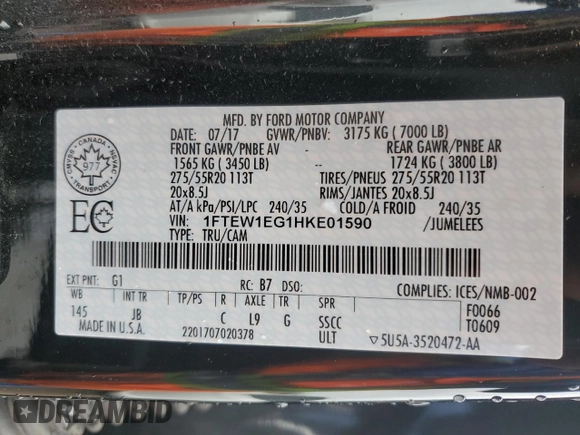 MFD. BY FORD MOTOR COMPANY
DATE: 07/17 GVWR/PNBV: 3175 KG ( 7000 LB)
FRONT GAWR/PNBE AV REAR GAWR/PNBE AR
1565 KG ( 3450 LB) -- 1724 KG ( 3800 LB)
275/55R20 113T TIRES/PNEUS 275/55R20 113T
20x8.5J RIMS/JANTES 20x8.5J
AT/A kPa/PSI/LPC 240/35 COLD/A FROID 240/35
VIN: 1FTEW1EG1HKE01590 /JUMELEES
TYPE: TRU/CAM
CANADA
CMVSS NSVAC
977
TRANSPORT
EC
EXT PNT: G1 RC: B7 DSO: COMPLIES: ICES/NMB-002
WB INT TR TP/PS R AXLE TR SPR F0066
145 JB C L9 G SSCC T0609
MADE IN U.S.A. 2201707020378 ULT ▽5U5A-3520472-AA
DREAMBID